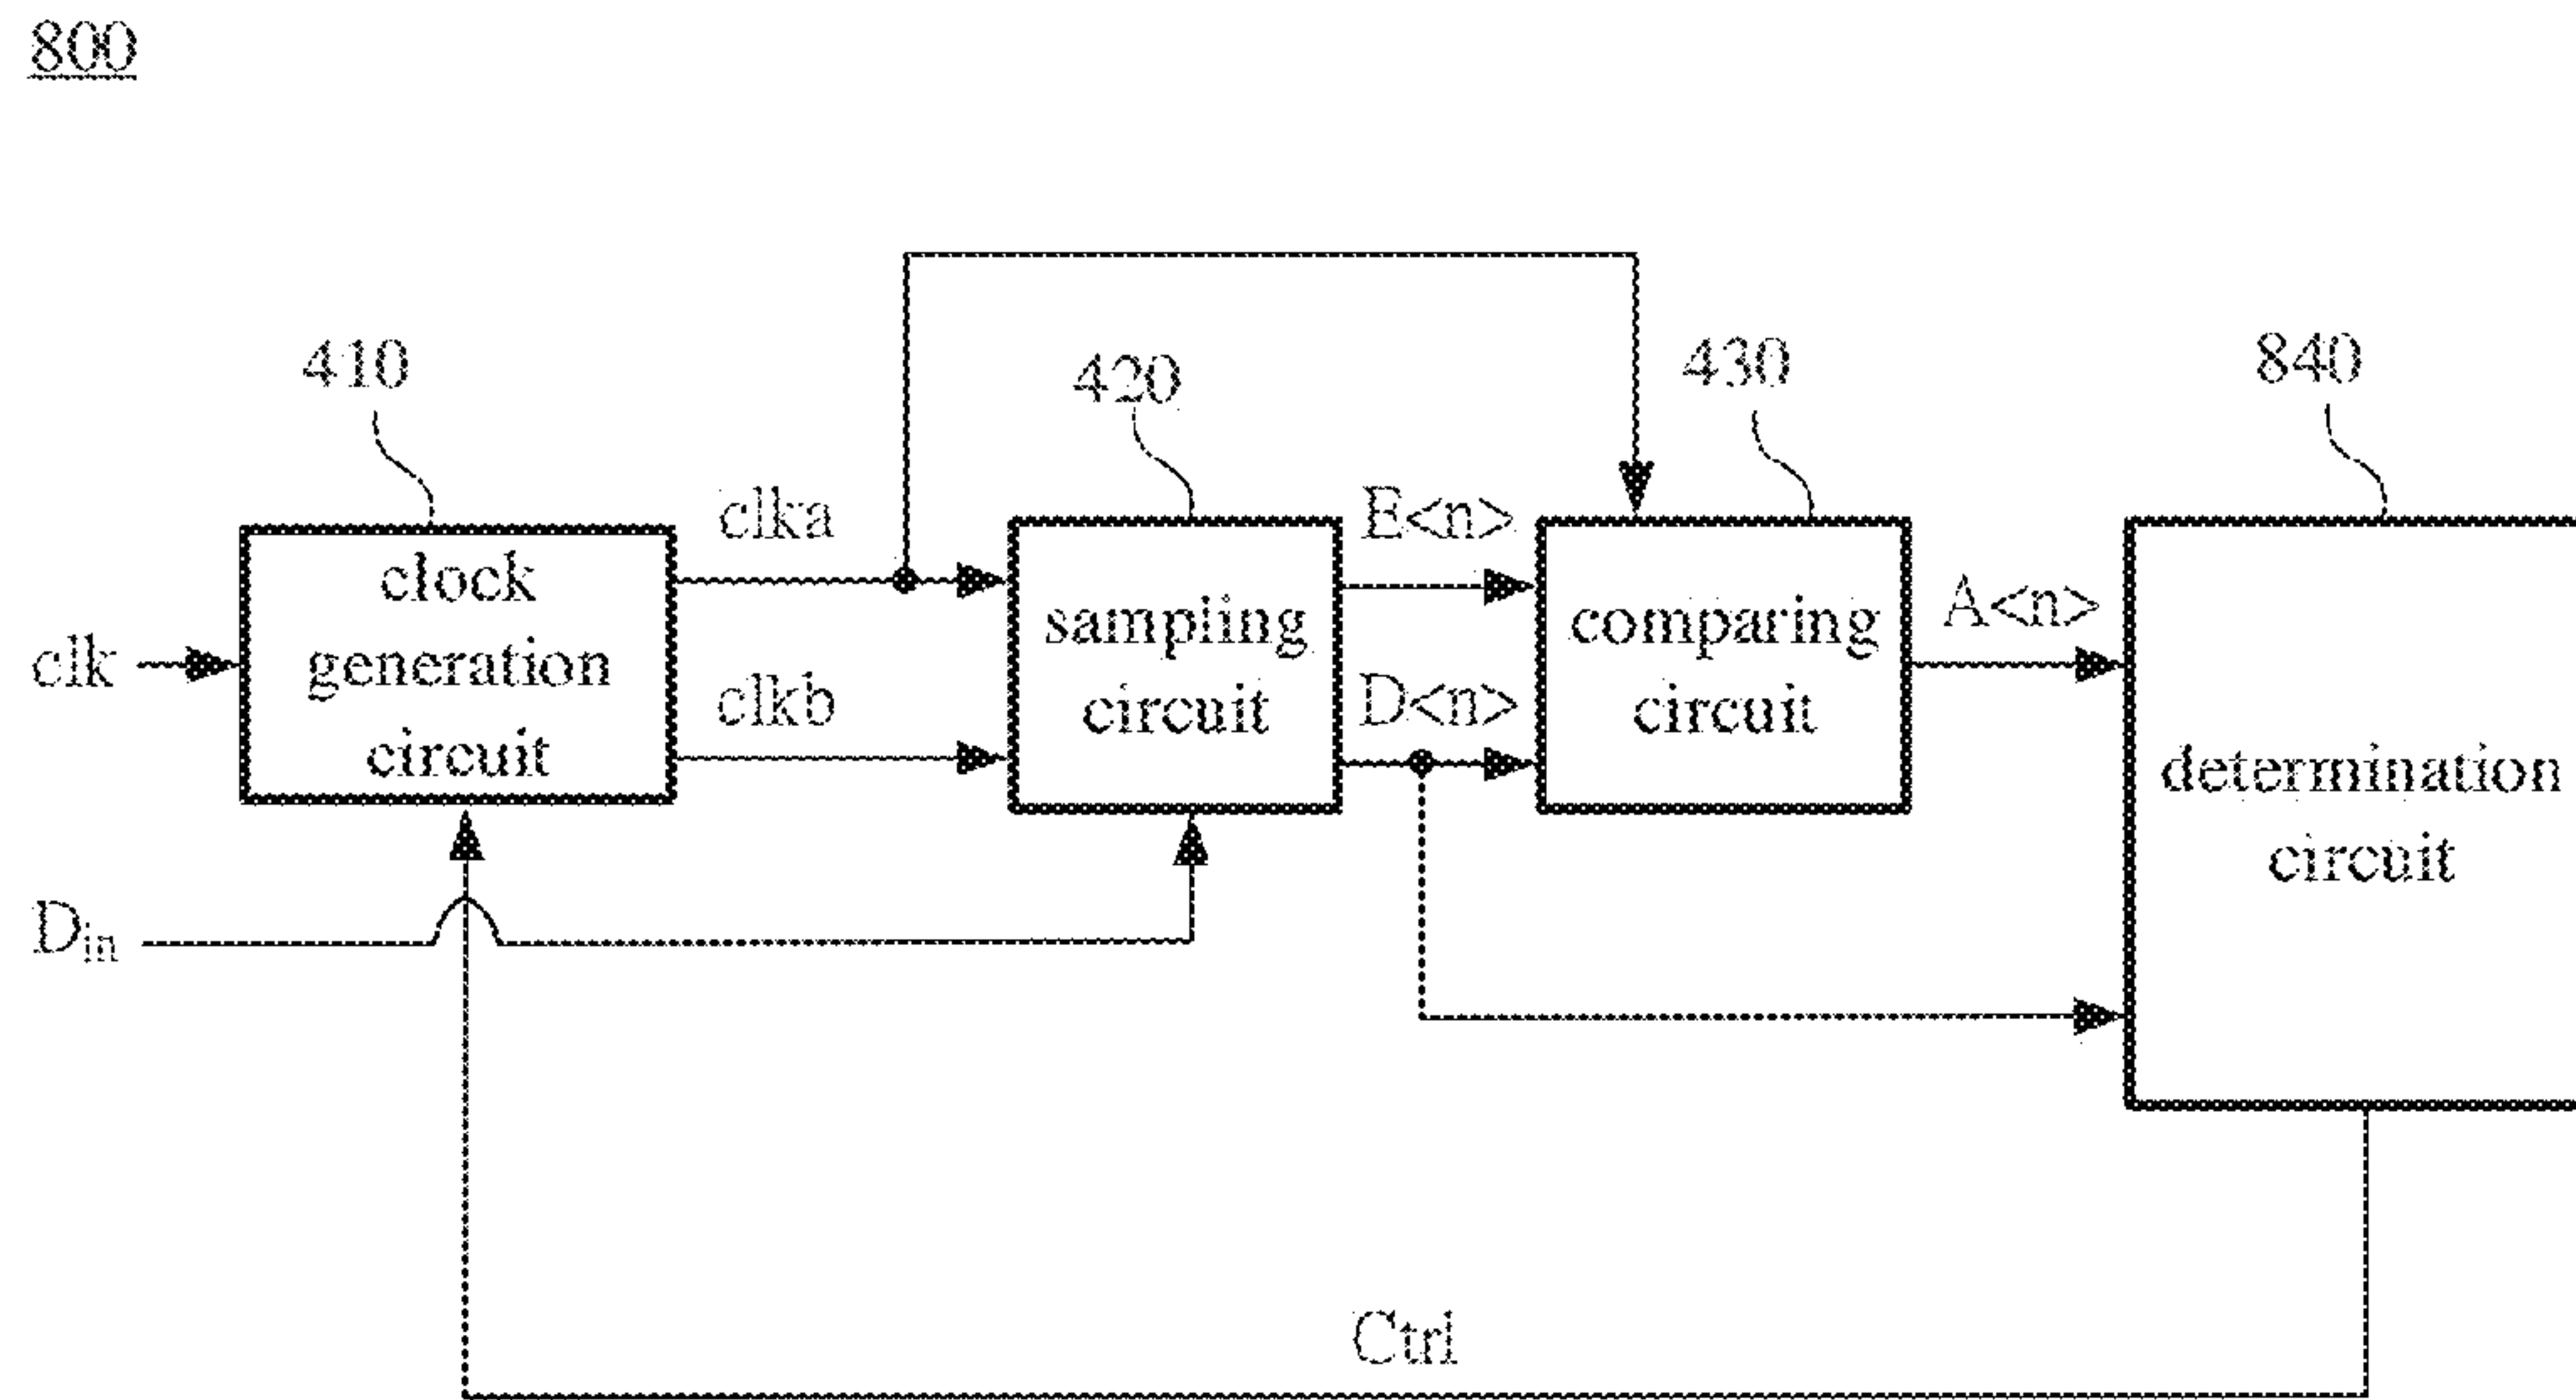 800
410
420
430
840
clka
E<n>
clock
generation
circuit
sampling
circuit
comparing
circuit
A<n>
clk
clkb
D<n>
determination
circuit
Din
Ctrl